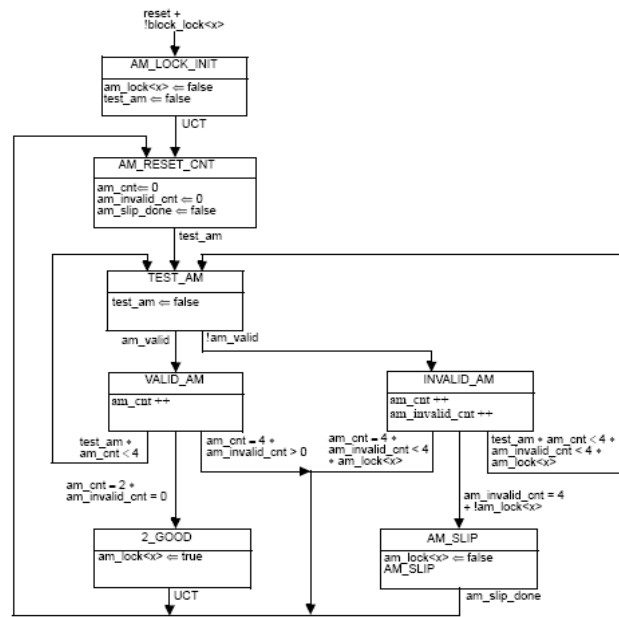 reset +
!block_lock<x>
AM_LOCK_INIT
am_lock<x> ⇐ false
test_am ⇐ false
UCT
AM_RESET_CNT
am_cnt⇐ 0
am_invalid_cnt ⇐ 0
am_slip_done ⇐ false
test_am
TEST_AM
test_am ⇐ false
am_valid
!am_valid
VALID_AM
am_cnt ++
INVALID_AM
am_cnt ++
am_invalid_cnt ++
test_am *
am_cnt < 4
am_cnt = 4 *
am_invalid_cnt > 0
am_cnt = 4 *
am_invalid_cnt < 4
* am_lock<x>
test_am * am_cnt < 4 *
am_invalid_cnt < 4 *
am_lock<x>
am_cnt = 2 *
am_invalid_cnt = 0
am_invalid_cnt = 4
+ !am_lock<x>
2_GOOD
am_lock<x> ⇐ true
UCT
AM_SLIP
am_lock<x> ⇐ false
AM_SLIP
am_slip_done